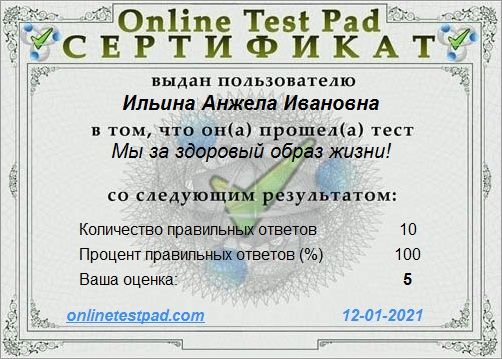 Online Test Pad
СЕРТИФИКАТ
выдан пользователю
Ильина Анжела Ивановна
в том, что он(а) прошел(а) тест
Мы за здоровый образ жизни!
со следующим результатом:
Количество правильных ответов 10
Процент правильных ответов (%) 100
Ваша оценка: 5
onlinetestpad.com 12-01-2021